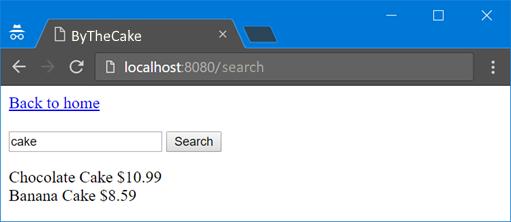 ByTheCake
localhost:8080/search
Back to home
cake Search
Chocolate Cake $10.99
Banana Cake $8.59